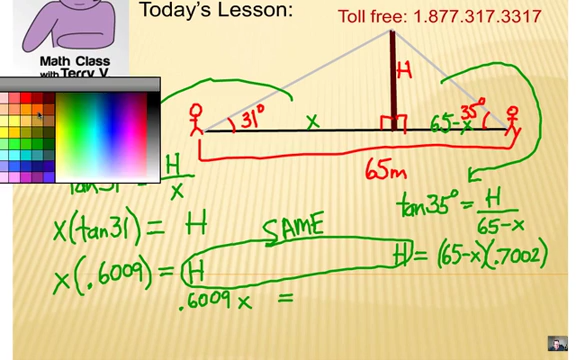 Today's Lesson:
Toll free: 1.877.317.3317
Math Class
with Terry V
H
31°
x
65-x
35°
65m
tan31° = H/x
tan35° = H/65-x
x(tan31) = H
SAME
x(.6009) = H
H = (65-x)(.7002)
.6009x =